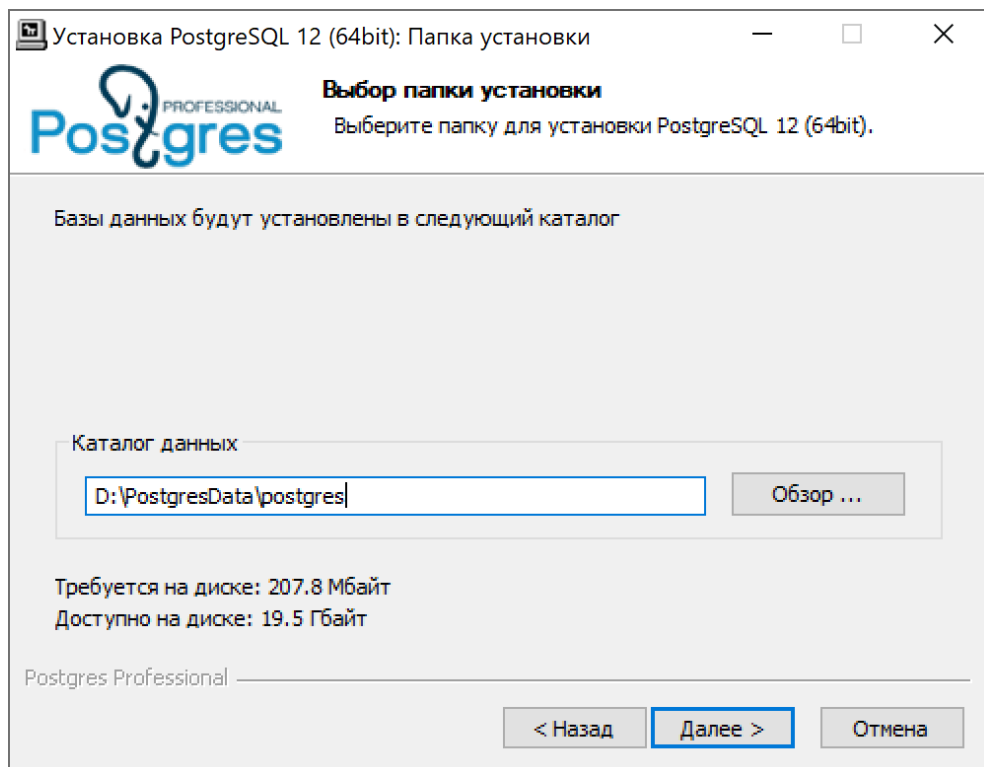 Установка PostgreSQL 12 (64bit): Папка установки
PROFESSIONAL
Postgres
Выбор папки установки
Выберите папку для установки PostgreSQL 12 (64bit).
Базы данных будут установлены в следующий каталог
Каталог данных
D:\PostgresData\postgres
Обзор ...
Требуется на диске: 207.8 Мбайт
Доступно на диске: 19.5 Гбайт
Postgres Professional
< Назад
Далее >
Отмена